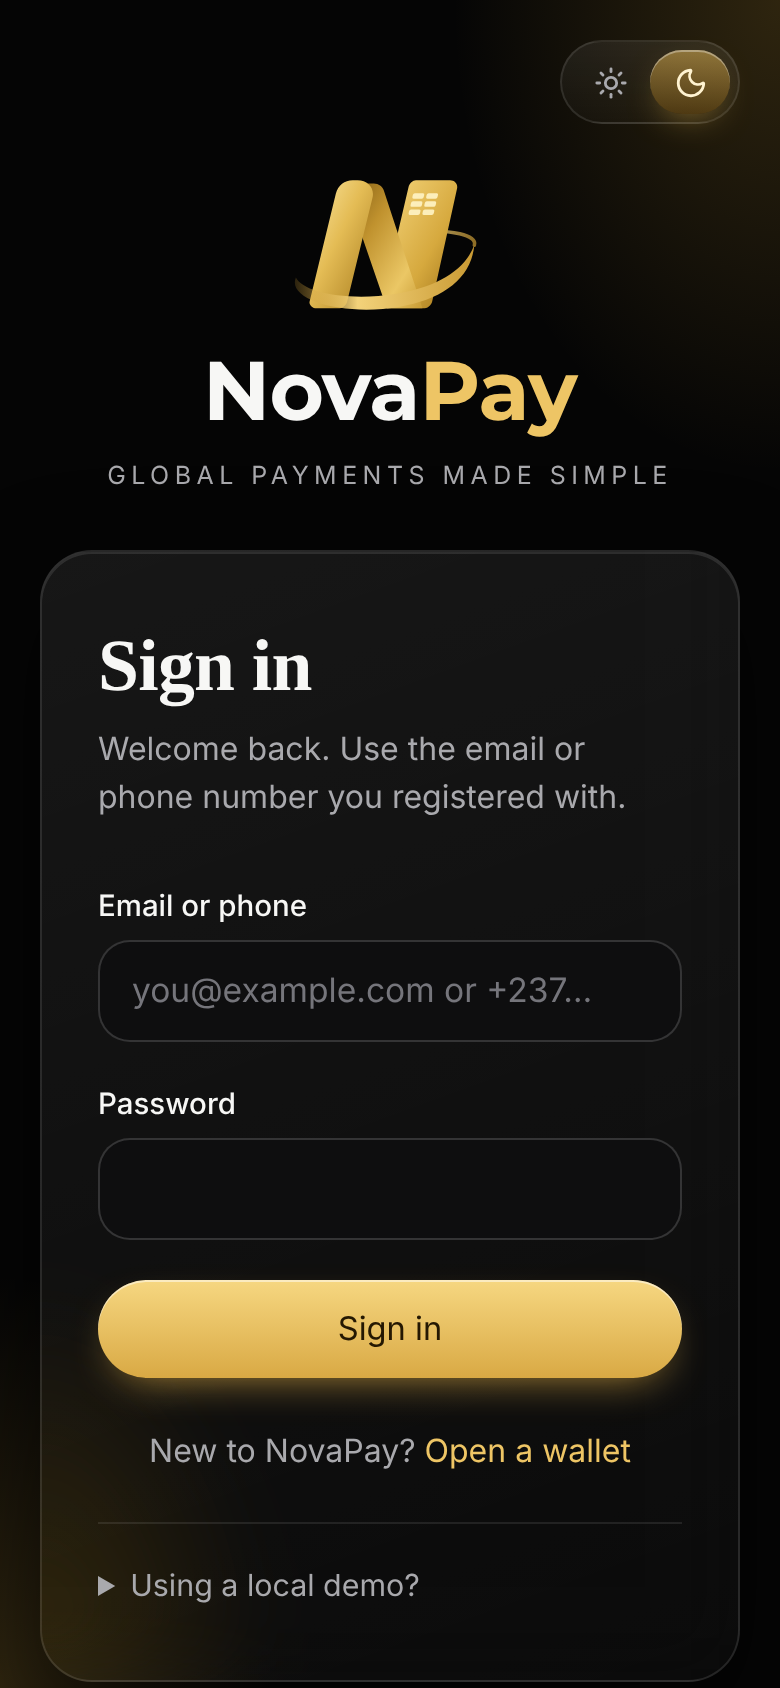 NovaPay
GLOBAL PAYMENTS MADE SIMPLE
Sign in
Welcome back. Use the email or
phone number you registered with.
Email or phone
you@example.com or +237...
Password
Sign in
New to NovaPay? Open a wallet
Using a local demo?